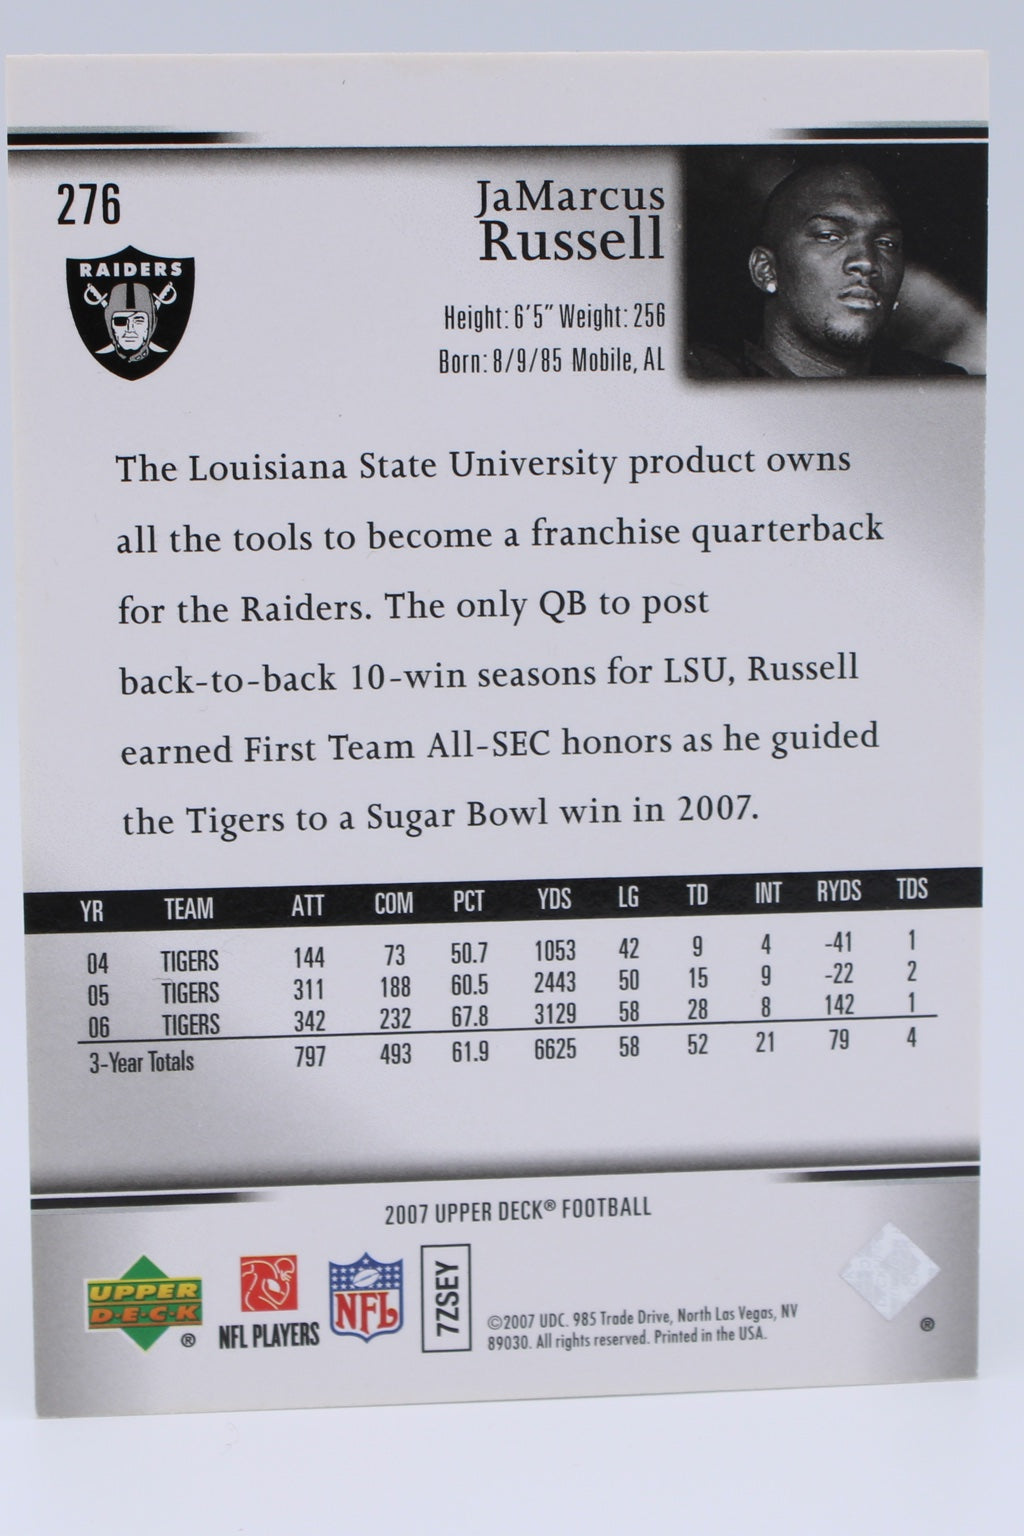 276
RAIDERS
JaMarcus
Russell
Height: 6'5" Weight: 256
Born: 8/9/85 Mobile, AL
The Louisiana State University product owns
all the tools to become a franchise quarterback
for the Raiders. The only QB to post
back-to-back 10-win seasons for LSU, Russell
earned First Team All-SEC honors as he guided
the Tigers to a Sugar Bowl win in 2007.
YR TEAM ATT COM PCT YDS LG TD INT RYDS TDS
04 TIGERS 144 73 50.7 1053 42 9 4 -41 1
05 TIGERS 311 188 60.5 2443 50 15 9 -22 2
06 TIGERS 342 232 67.8 3129 58 28 8 142 1
3-Year Totals 797 493 61.9 6625 58 52 21 79 4
2007 UPPER DECK® FOOTBALL
UPPER
D·E·C·K
®
NFL PLAYERS
NFL
7ZSEY
©2007 UDC. 985 Trade Drive, North Las Vegas, NV
89030. All rights reserved. Printed in the USA.
®